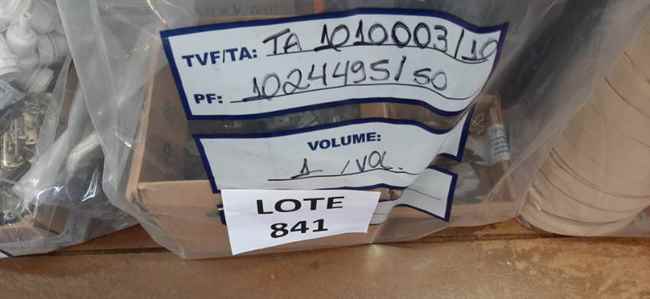 TVF/TA: TA 1010003/10
PF: 1024495/50
VOLUME:
1 /VOL.
LOTE
841